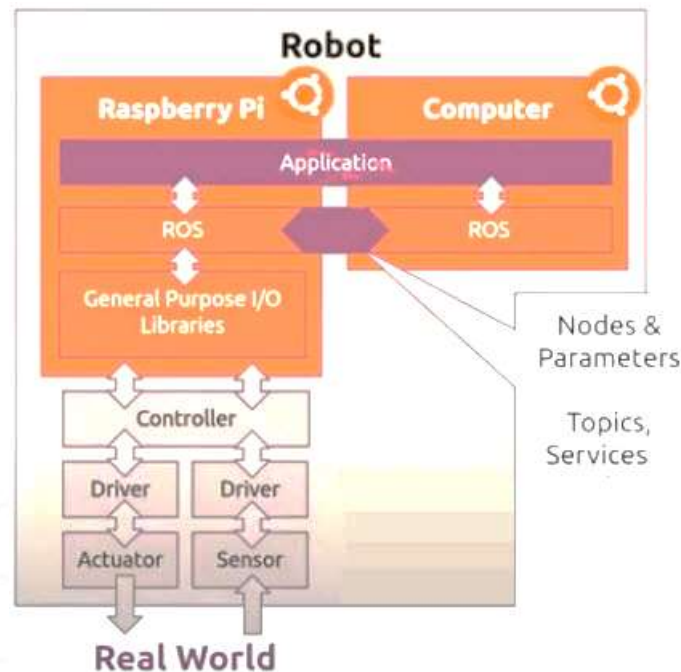 Robot
Raspberry Pi
Computer
Application
ROS
ROS
General Purpose I/O
Libraries
Nodes &
Parameters
Controller
Topics,
Services
Driver
Driver
Actuator
Sensor
Real World